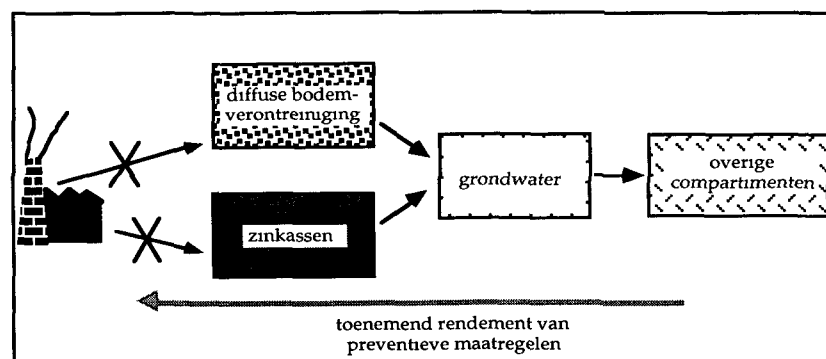 diffuse bodem-
verontreiniging
zinkassen
grondwater
overige
compartimenten
toenemend rendement van
preventieve maatregelen